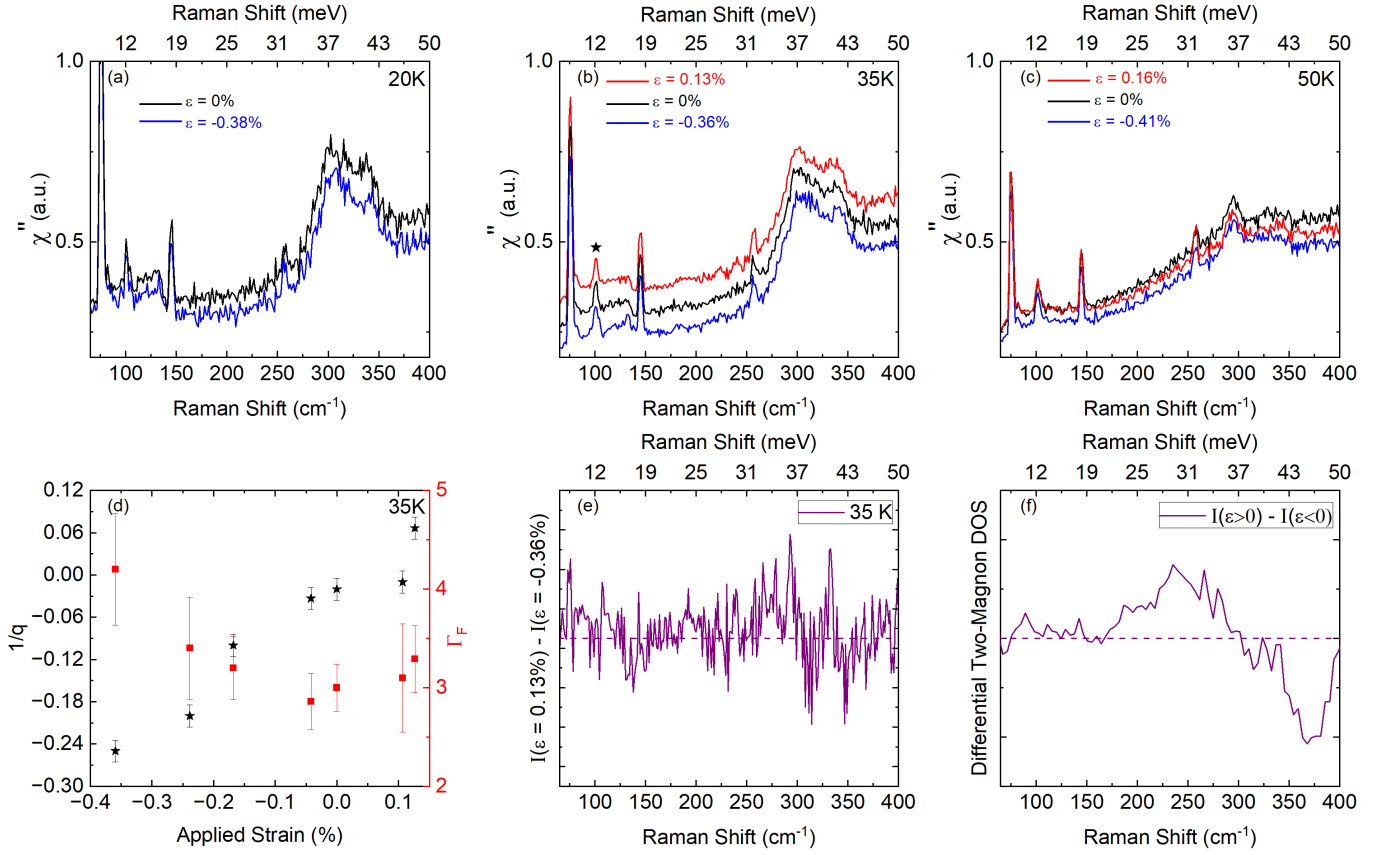 Raman Shift (meV)
12 19 25 31 37 43 50
1.0
0.5
χ'' (a.u.)
(a)
20K
ε = 0%
ε = -0.38%
100 150 200 250 300 350 400
Raman Shift (cm-1)
Raman Shift (meV)
12 19 25 31 37 43 50
1.0
0.5
χ'' (a.u.)
(b)
35K
ε = 0.13%
ε = 0%
ε = -0.36%
★
100 150 200 250 300 350 400
Raman Shift (cm-1)
Raman Shift (meV)
12 19 25 31 37 43 50
1.0
0.5
χ'' (a.u.)
(c)
50K
ε = 0.16%
ε = 0%
ε = -0.41%
100 150 200 250 300 350 400
Raman Shift (cm-1)
(d)
35K
0.12
0.06
0.00
−0.06
−0.12
−0.18
−0.24
−0.30
1/q
5
4
3
2
Γ_F
−0.4 −0.3 −0.2 −0.1 0.0 0.1
Applied Strain (%)
Raman Shift (meV)
12 19 25 31 37 43 50
(e)
35 K
I(ε = 0.13%) - I(ε = -0.36%)
100 150 200 250 300 350 400
Raman Shift (cm-1)
Raman Shift (meV)
12 19 25 31 37 43 50
(f)
I(ε>0) - I(ε<0)
Differential Two-Magnon DOS
100 150 200 250 300 350 400
Raman Shift (cm-1)